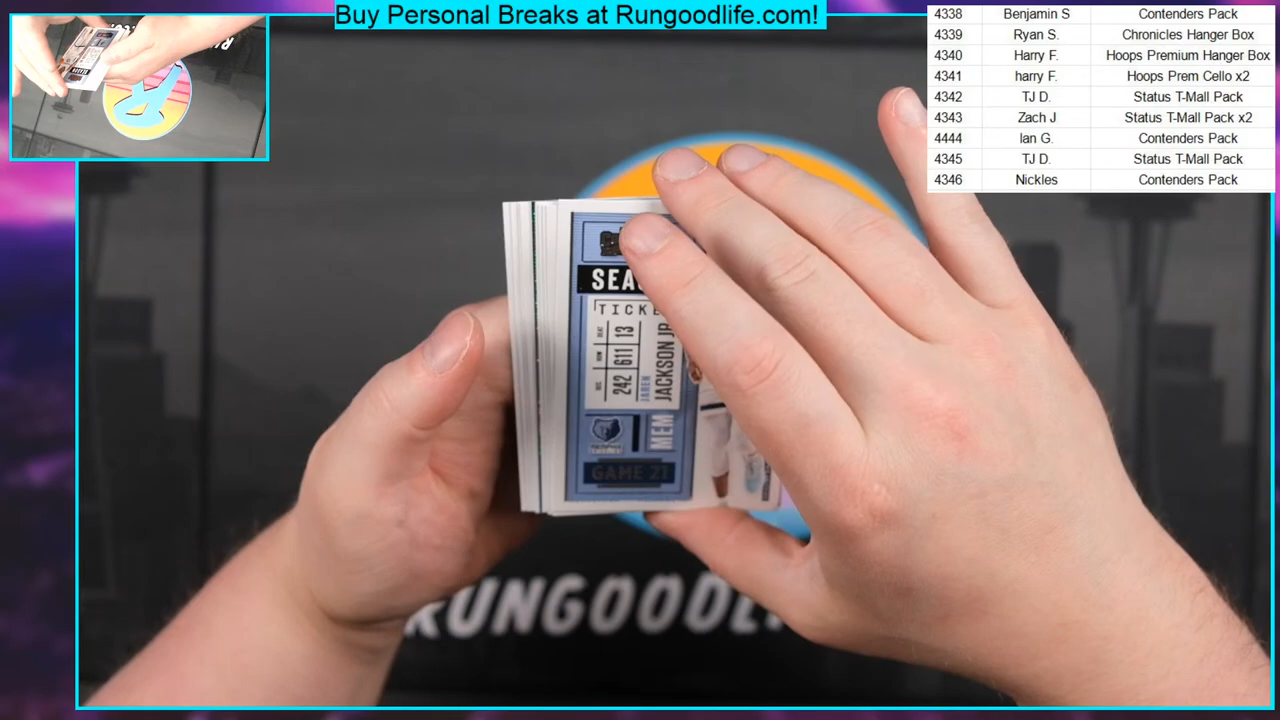 Buy Personal Breaks at Rungoodlife.com!
4338 Benjamin S Contenders Pack
4339 Ryan S. Chronicles Hanger Box
4340 Harry F. Hoops Premium Hanger Box
4341 harry F. Hoops Prem Cello x2
4342 TJ D. Status T-Mall Pack
4343 Zach J Status T-Mall Pack x2
4444 Ian G. Contenders Pack
4345 TJ D. Status T-Mall Pack
4346 Nickles Contenders Pack
SEA
TICKE
13
611
242
JAREN
JACKSON JR
MEM
GAME 21
RUNGOODL